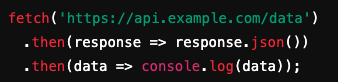 fetch('https://api.example.com/data')
  .then(response => response.json())
  .then(data => console.log(data));